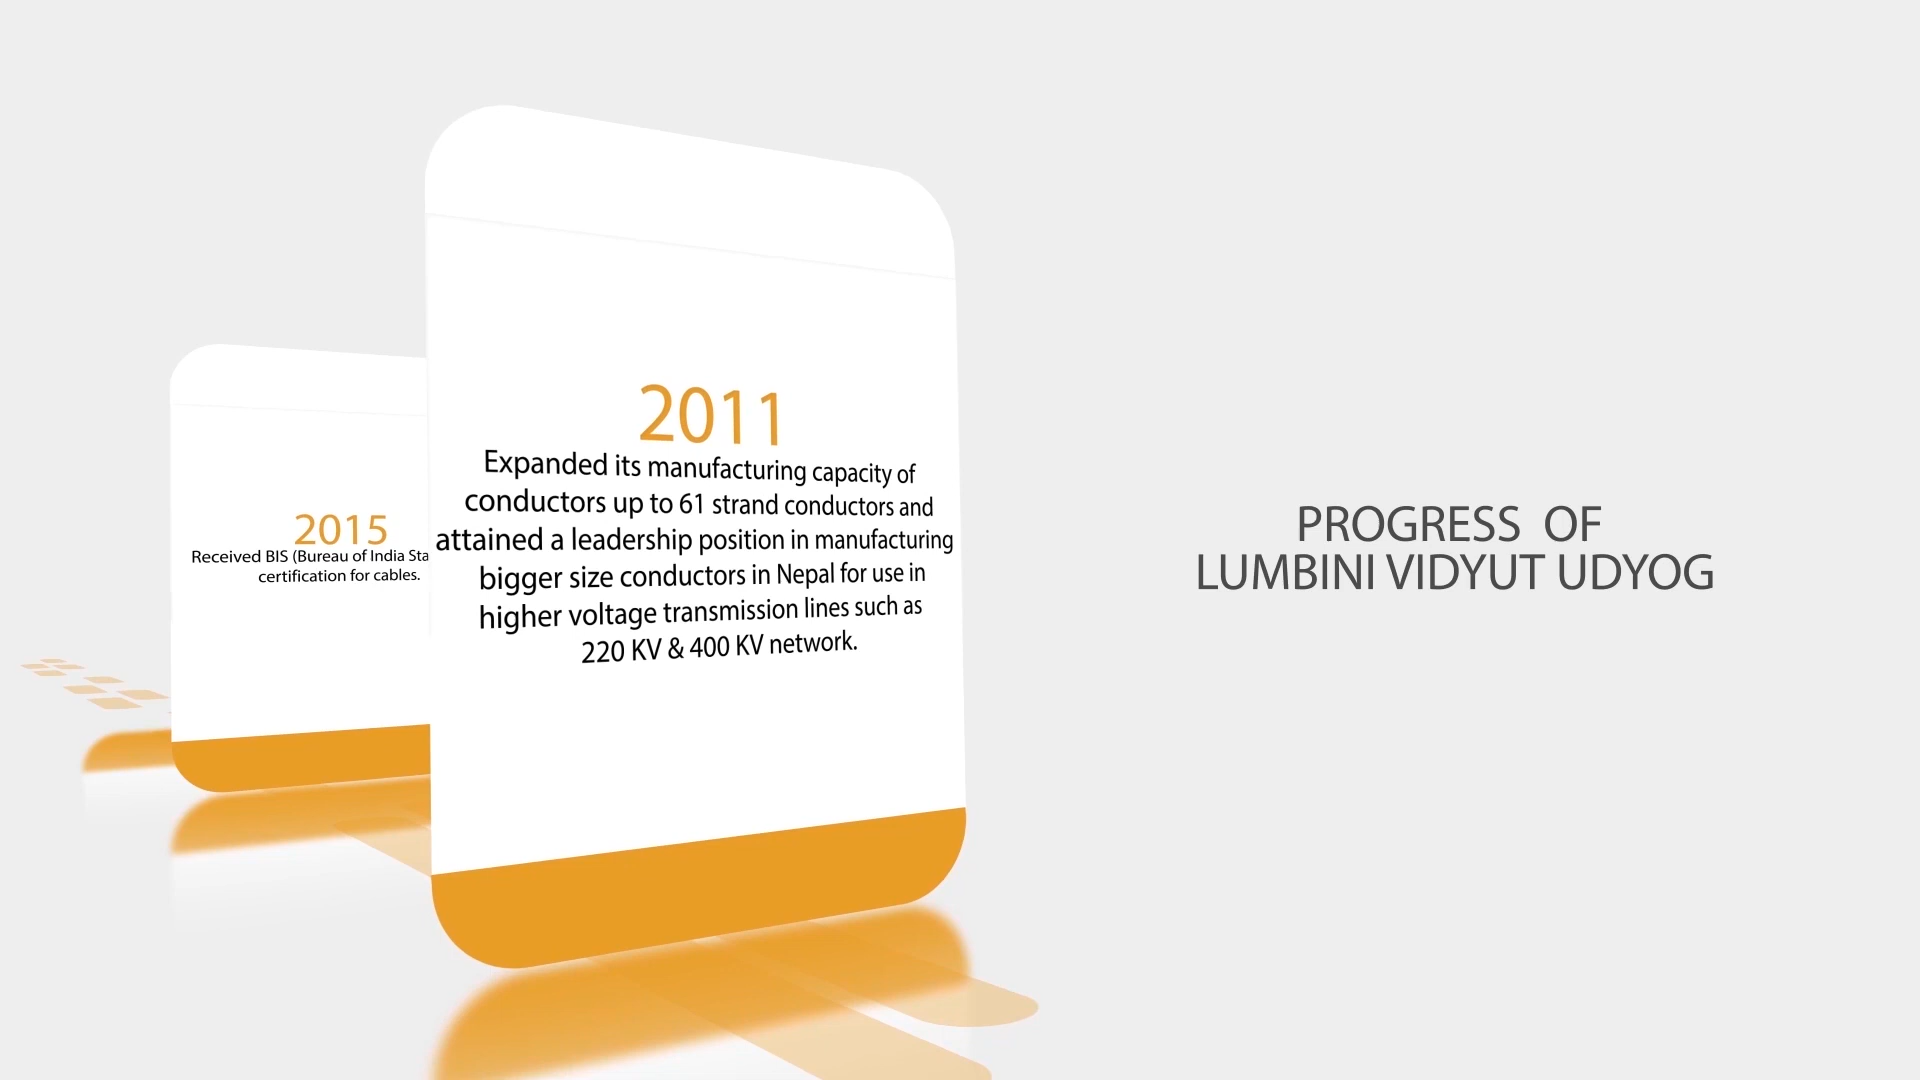 2015
Received BIS (Bureau of India
certification for cables.
2011
Expanded its manufacturing capacity of
conductors up to 61 strand conductors and
attained a leadership position in manufacturing
bigger size conductors in Nepal for use in
higher voltage transmission lines such as
220 KV & 400 KV network.
PROGRESS OF
LUMBINI VIDYUT UDYOG